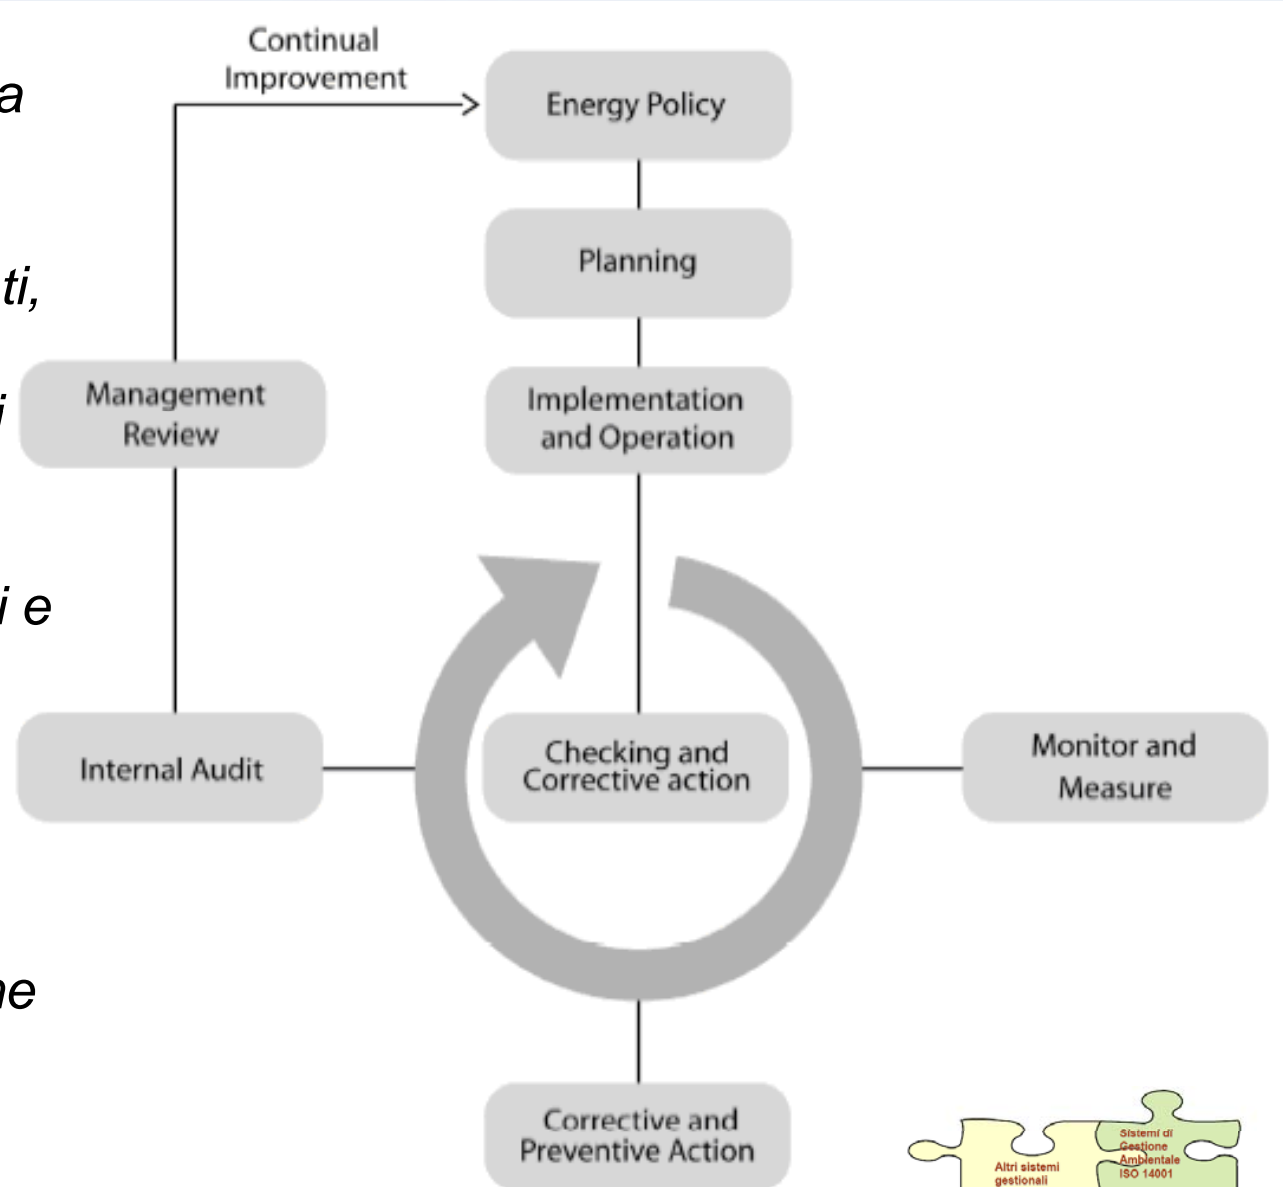 a
ti,
i
i e
ne
Continual
Improvement
Energy Policy
Planning
Implementation
and Operation
Management
Review
Internal Audit
Checking and
Corrective action
Monitor and
Measure
Corrective and
Preventive Action
Altri sistemi
gestionali
Sistemi di
Gestione
Ambientale
ISO 14001